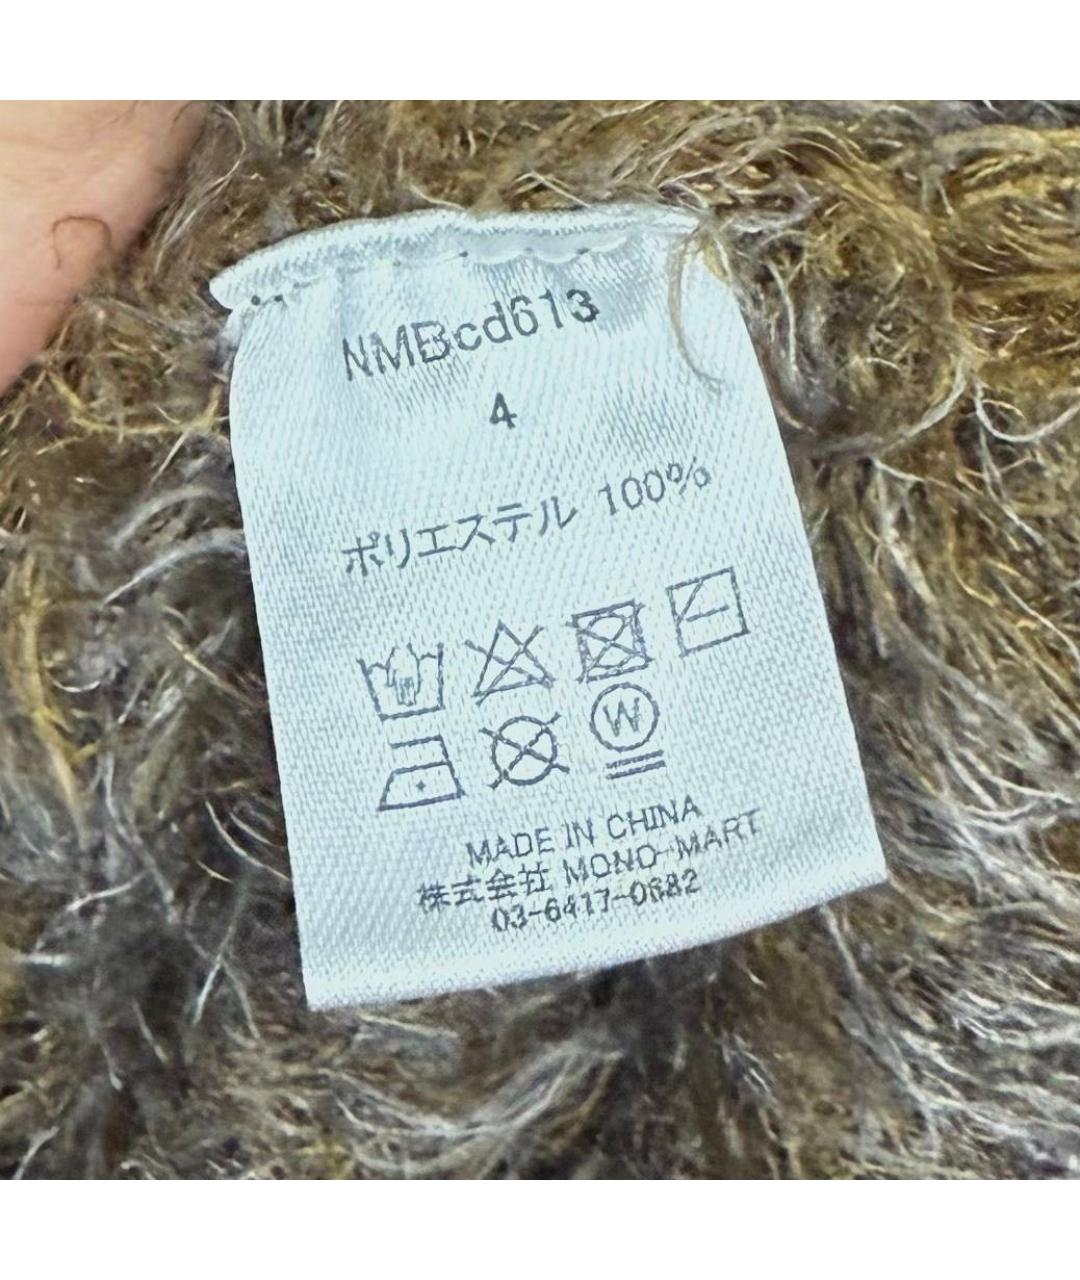 NMBcd613
4
ポリエステル 100%
W
MADE IN CHINA
株式会社 MONO-MART
03-6417-0682